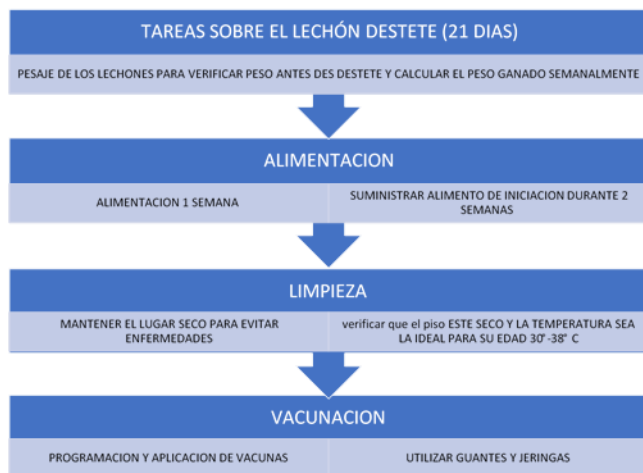 TAREAS SOBRE EL LECHÓN DESTETE (21 DIAS)
PESAJE DE LOS LECHONES PARA VERIFICAR PESO ANTES DES DESTETE Y CALCULAR EL PESO GANADO SEMANALMENTE
ALIMENTACION
ALIMENTACION 1 SEMANA
SUMINISTRAR ALIMENTO DE INICIACION DURANTE 2
SEMANAS
LIMPIEZA
MANTENER EL LUGAR SECO PARA EVITAR
ENFERMEDADES
verificar que el piso ESTE SECO Y LA TEMPERATURA SEA
LA IDEAL PARA SU EDAD 30°-38° C
VACUNACION
PROGRAMACION Y APLICACION DE VACUNAS
UTILIZAR GUANTES Y JERINGAS